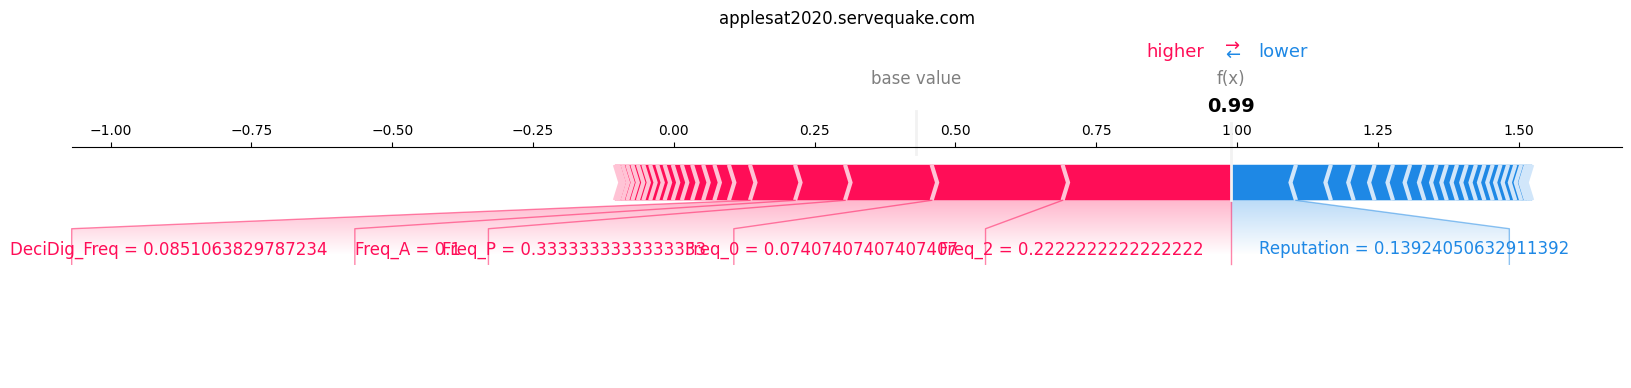 applesat2020.servequake.com
higher ⇄ lower
base value f(x)
0.99
−1.00 −0.75 −0.50 −0.25 0.00 0.25 0.50 0.75 1.00 1.25 1.50
DeciDig_Freq = 0.0851063829787234 Freq_A = 0.1 Freq_P = 0.3333333333333333 Freq_0 = 0.07407407407407407 Freq_2 = 0.2222222222222222 Reputation = 0.13924050632911392